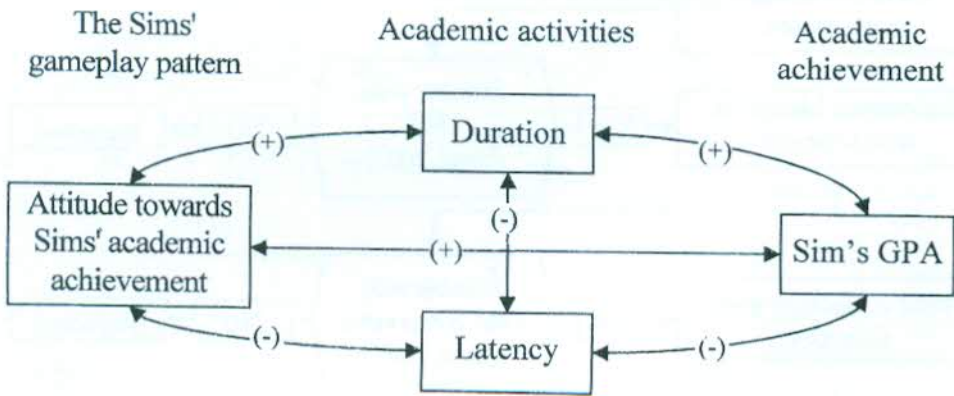 The Sims'
gameplay pattern
Academic activities
Academic
achievement
Duration
(+)
(+)
Attitude towards
Sims' academic
achievement
(-)
(+)
Sim's GPA
(-)
Latency
(-)